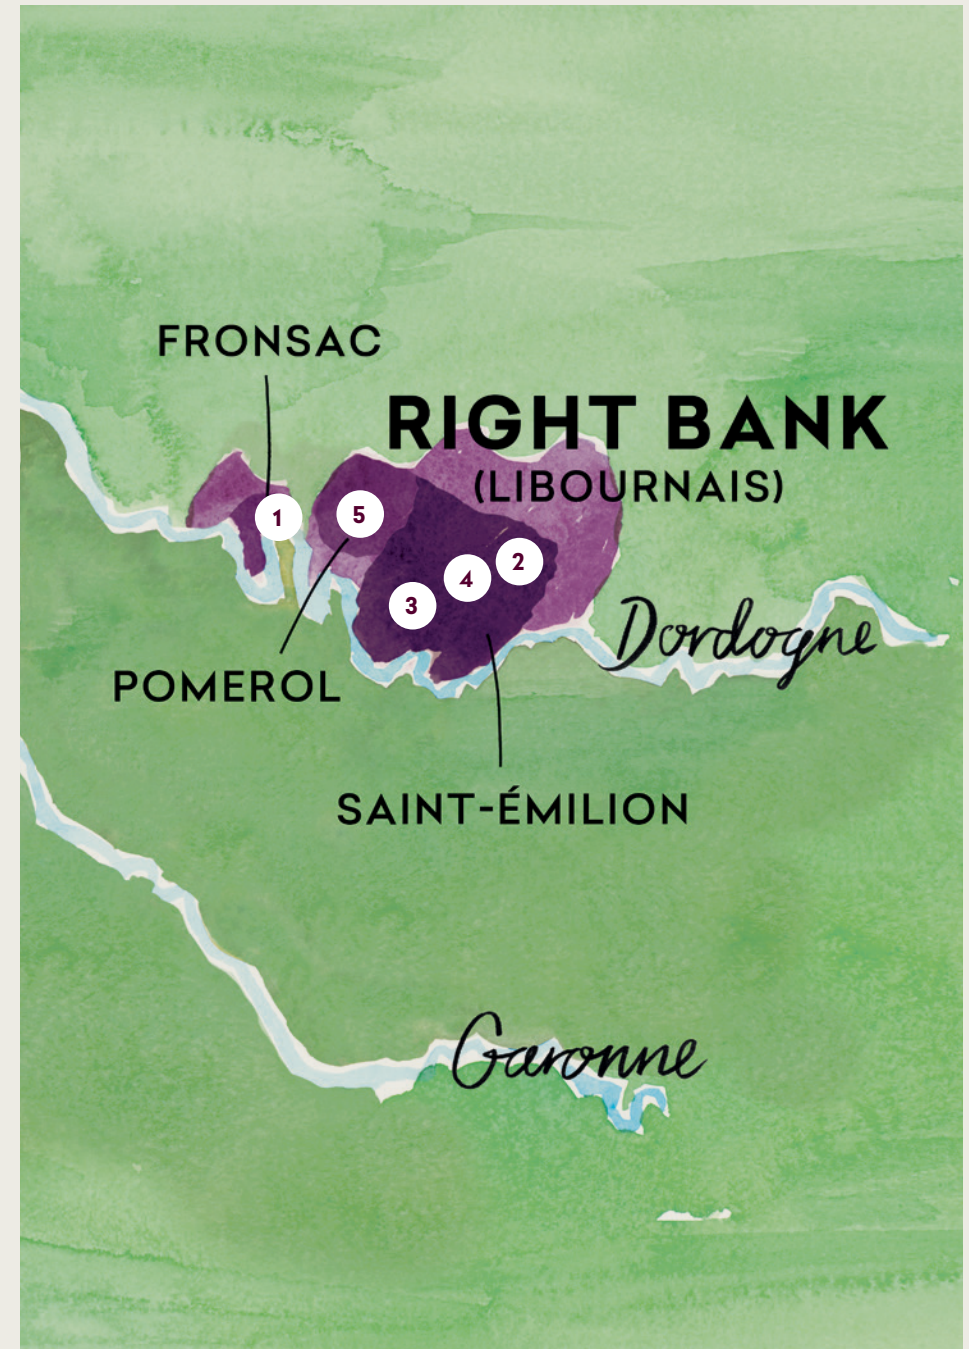 FRONSAC
RIGHT BANK
(LIBOURNAIS)
1
5
2
4
3
Dordogne
POMEROL
SAINT-ÉMILION
Garonne